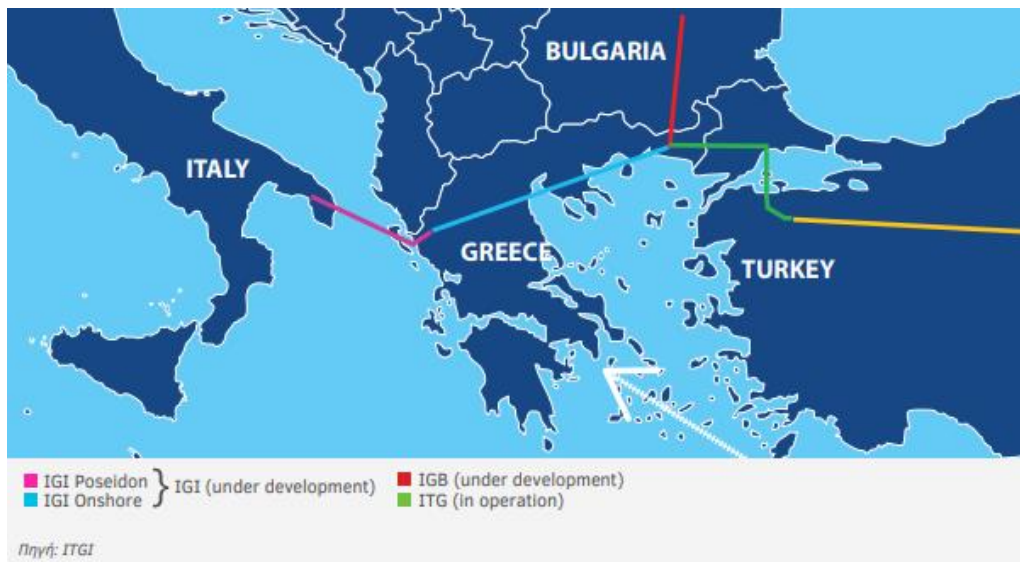 BULGARIA
ITALY
GREECE
TURKEY
IGI Poseidon
IGI Onshore
} IGI (under development)
IGB (under development)
ITG (in operation)
Πηγή: ITGI